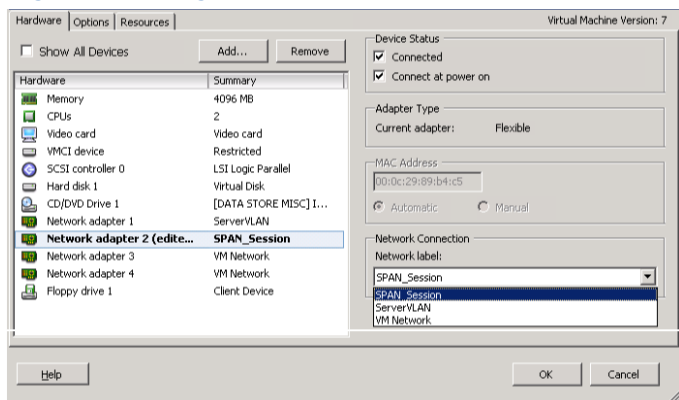 Hardware Options Resources Virtual Machine Version: 7
Show All Devices Add... Remove
Hardware Summary
Memory 4096 MB
CPUs 2
Video card Video card
VMCI device Restricted
SCSI controller 0 LSI Logic Parallel
Hard disk 1 Virtual Disk
CD/DVD Drive 1 [DATA STORE MISC] I...
Network adapter 1 ServerVLAN
Network adapter 2 (edite... SPAN_Session
Network adapter 3 VM Network
Network adapter 4 VM Network
Floppy drive 1 Client Device
Device Status
Connected
Connect at power on
Adapter Type
Current adapter: Flexible
MAC Address
00:0c:29:89:b4:c5
Automatic Manual
Network Connection
Network label:
SPAN_Session
SPAN_Session
ServerVLAN
VM Network
Help OK Cancel